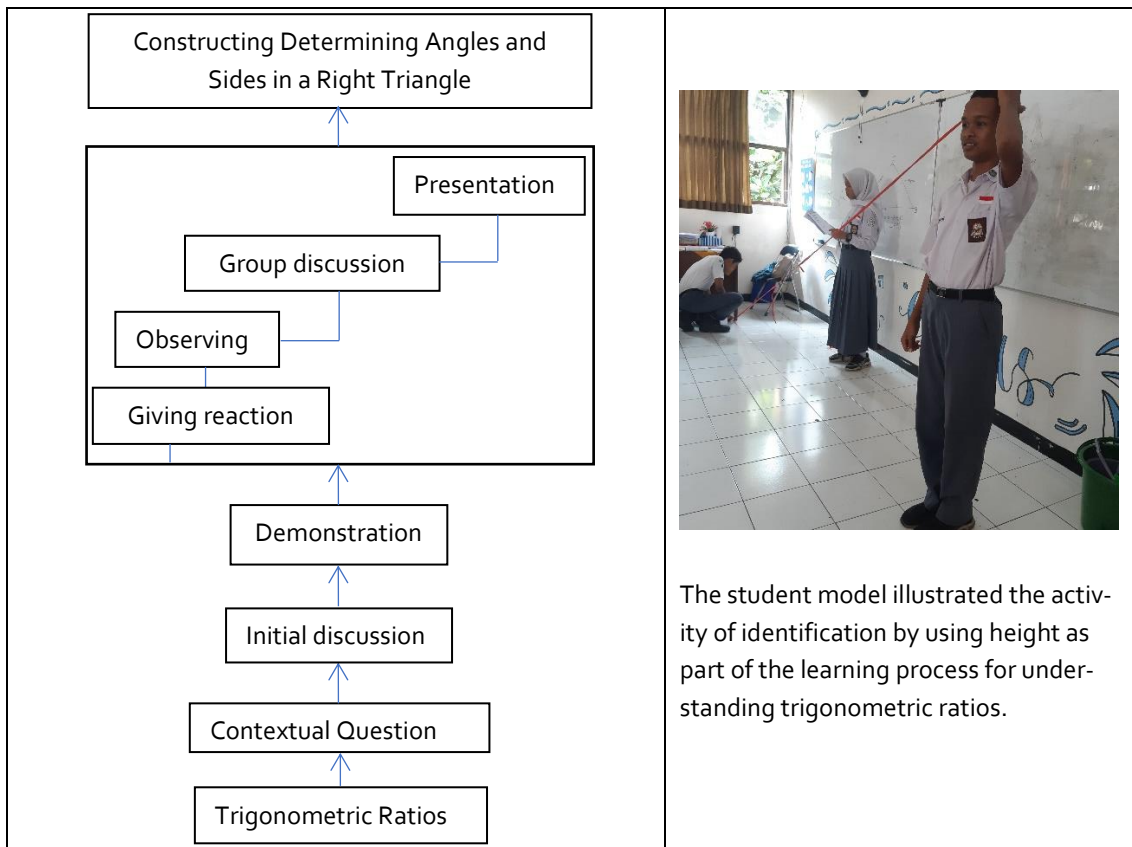 Constructing Determining Angles and
Sides in a Right Triangle
Presentation
Group discussion
Observing
Giving reaction
Demonstration
Initial discussion
Contextual Question
Trigonometric Ratios
The student model illustrated the activ-
ity of identification by using height as
part of the learning process for under-
standing trigonometric ratios.